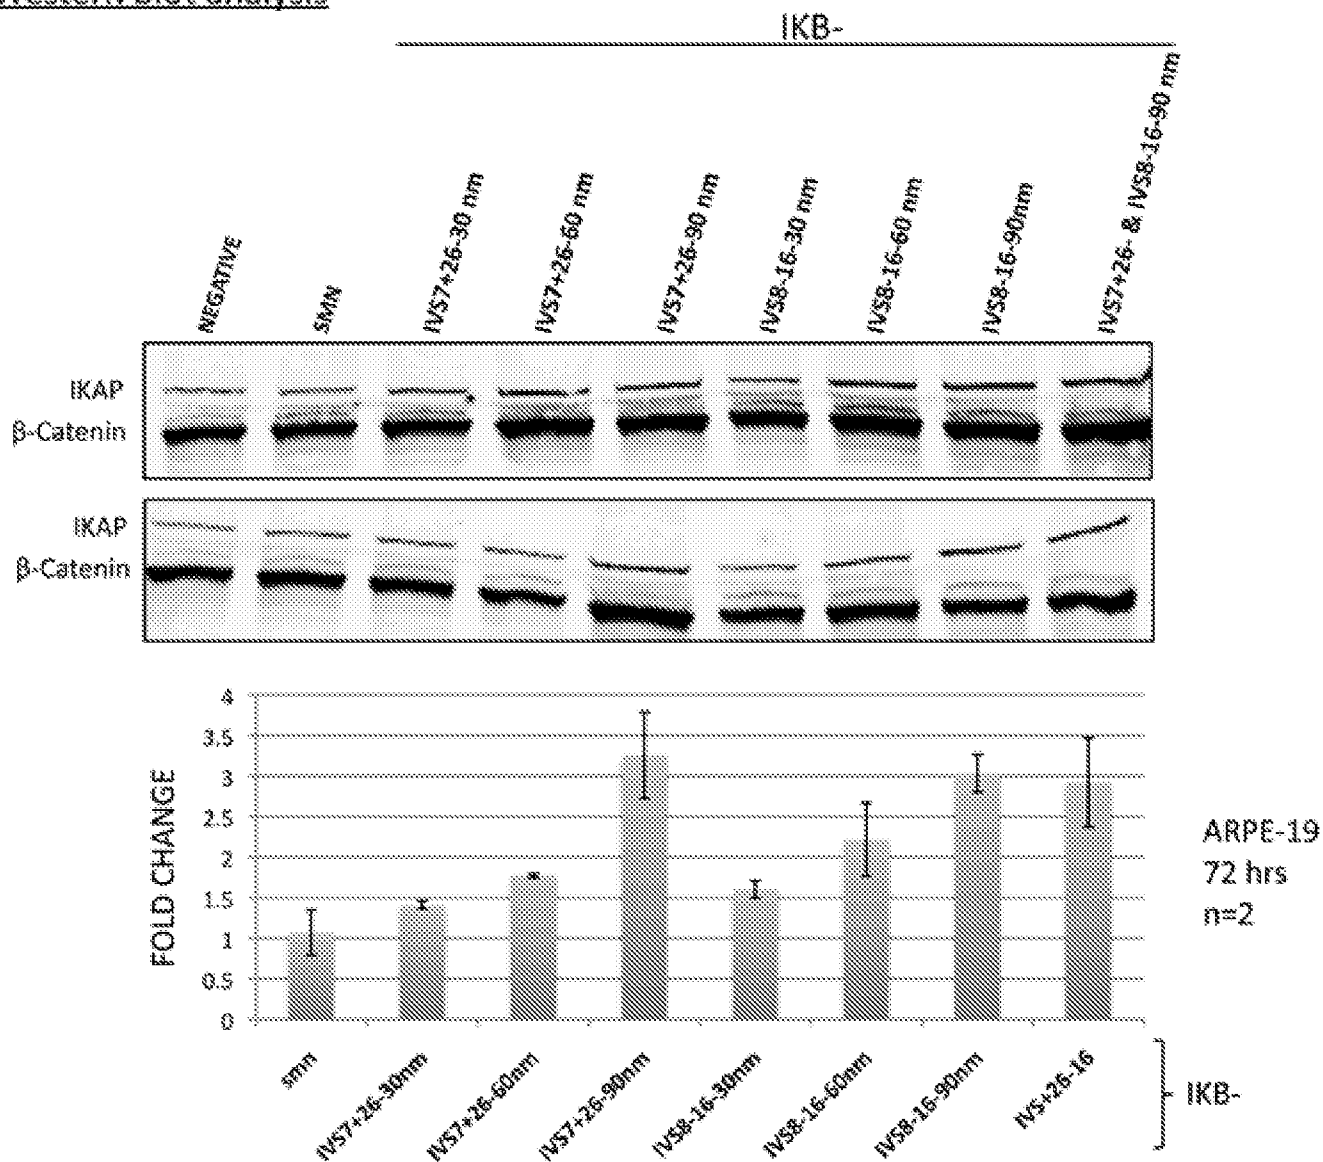 Western blot analysis
IKB-
NEGATIVE
SMN
IVS7+26-30 nm
IVS7+26-60 nm
IVS7+26-90 nm
IVS8-16-30 nm
IVS8-16-60 nm
IVS8-16-90nm
IVS7+26- & IVS8-16-90 nm
IKAP
β-Catenin
IKAP
β-Catenin
4
3.5
3
2.5
2
1.5
1
0.5
0
FOLD CHANGE
smn
IVS7+26-30nm
IVS7+26-60nm
IVS7+26-90nm
IVS8-16-30nm
IVS8-16-60nm
IVS8-16-90nm
IVS+26-16
IKB-
ARPE-19
72 hrs
n=2